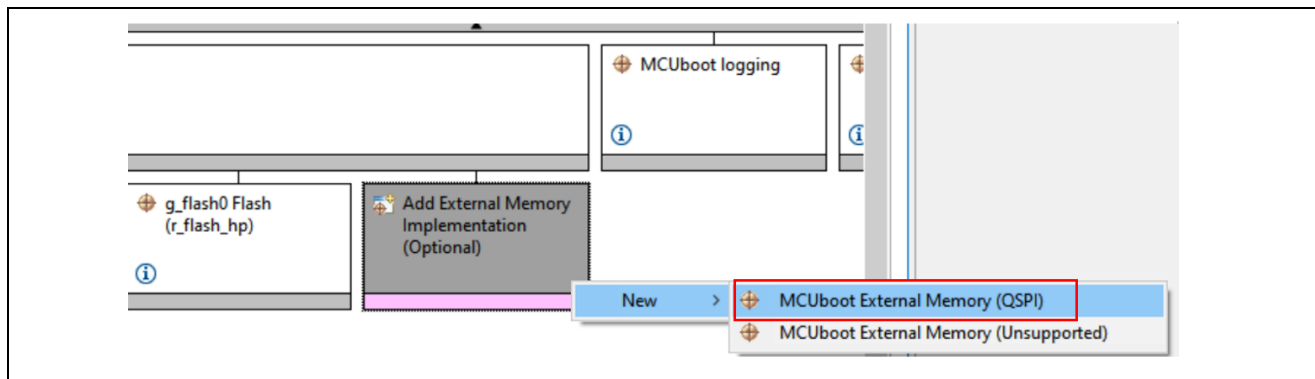 MCUboot logging
g_flash0 Flash
(r_flash_hp)
Add External Memory
Implementation
(Optional)
New >
MCUboot External Memory (QSPI)
MCUboot External Memory (Unsupported)